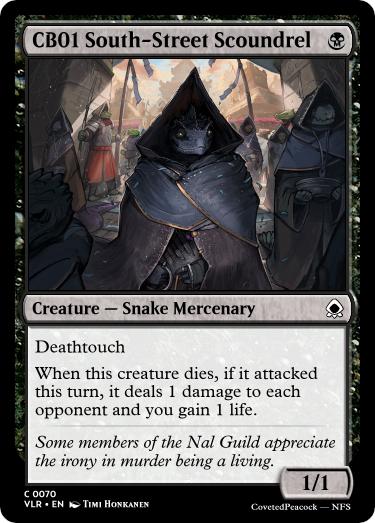 CB01 South-Street Scoundrel
Creature — Snake Mercenary
Deathtouch
When this creature dies, if it attacked
this turn, it deals 1 damage to each
opponent and you gain 1 life.
Some members of the Nal Guild appreciate
the irony in murder being a living.
1/1
C 0070
VLR • EN Timi Honkanen
CovetedPeacock — NFS